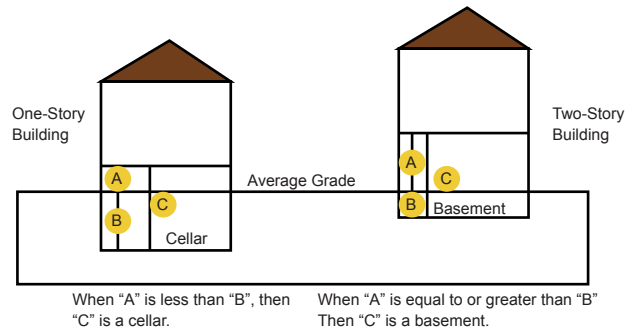 One-Story
Building
Two-Story
Building
A
B
C
Cellar
Average Grade
A
B
C
Basement
When “A” is less than “B”, then
“C” is a cellar.
When “A” is equal to or greater than “B”
Then “C” is a basement.